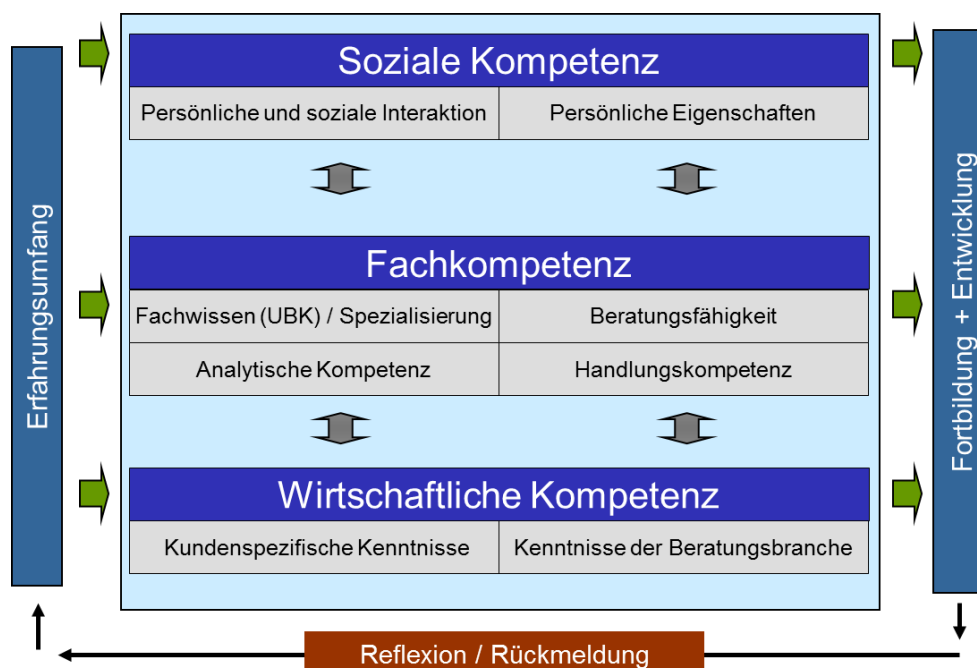 Soziale Kompetenz
Persönliche und soziale Interaktion
Persönliche Eigenschaften
Fachkompetenz
Fachwissen (UBK) / Spezialisierung
Beratungsfähigkeit
Analytische Kompetenz
Handlungskompetenz
Wirtschaftliche Kompetenz
Kundenspezifische Kenntnisse
Kenntnisse der Beratungsbranche
Erfahrungsumfang
Fortbildung + Entwicklung
Reflexion / Rückmeldung